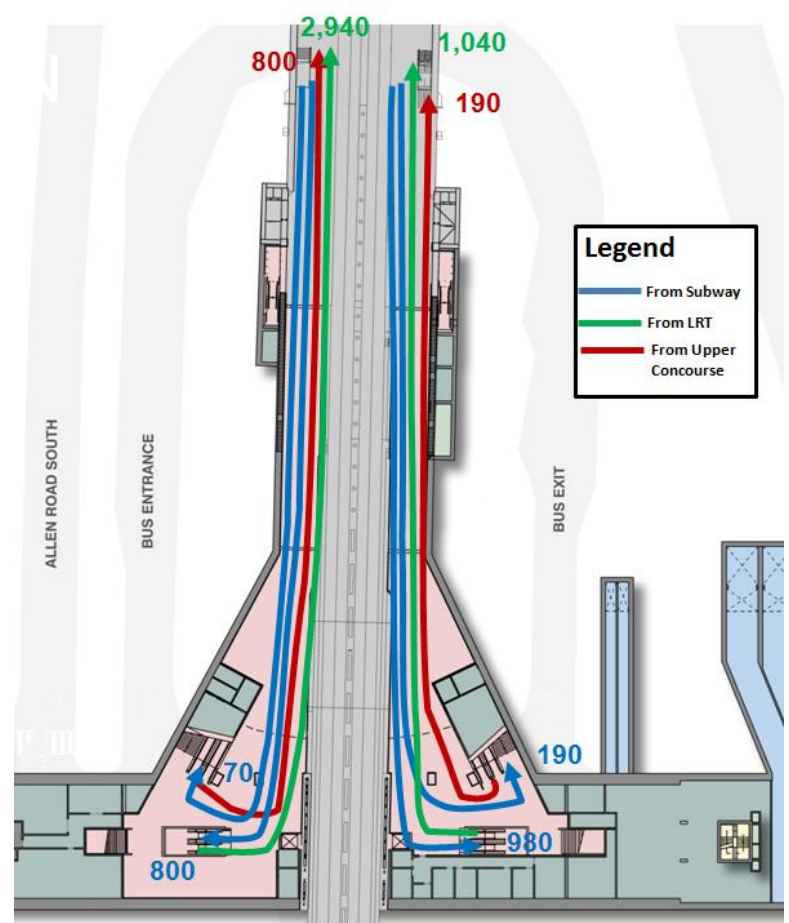 2,940
800
1,040
190
Legend
From Subway
From LRT
From Upper
Concourse
ALLEN ROAD SOUTH
BUS ENTRANCE
BUS EXIT
70
190
800
980